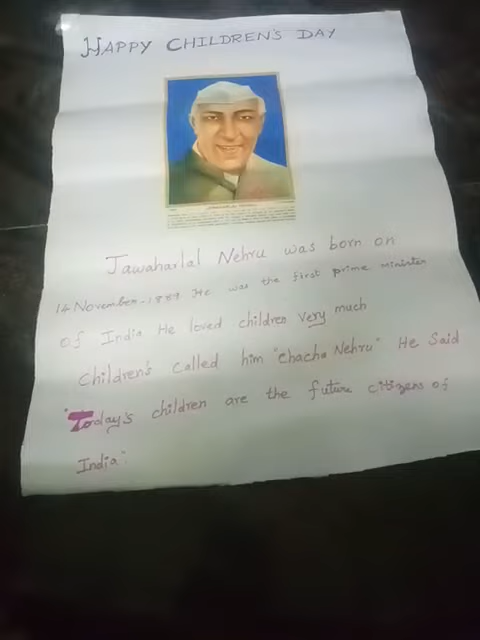 HAPPY CHILDREN'S DAY
Jawaharlal Nehru was born on
14 November-1889 He was the first prime minister
of India He loved children very much
Children's called him "chacha Nehru" He Said
"Today's children are the future citizens of
India".